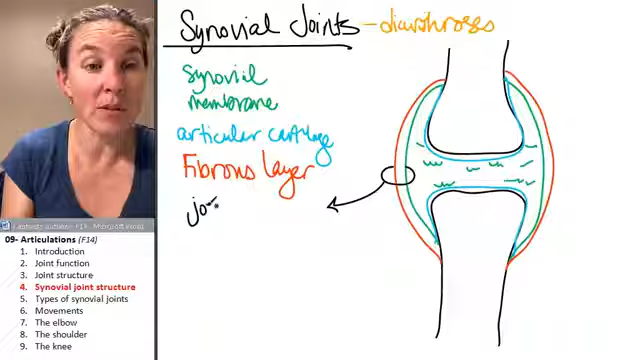 Synovial Joints - diarthroses
synovial
membrane
articular cartilage
Fibrous layer
jo
09- Articulations (F14)
1. Introduction
2. Joint function
3. Joint structure
4. Synovial joint structure
5. Types of synovial joints
6. Movements
7. The elbow
8. The shoulder
9. The knee